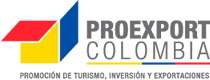 PROEXPORT
COLOMBIA
PROMOCIÓN DE TURISMO, INVERSIÓN Y EXPORTACIONES